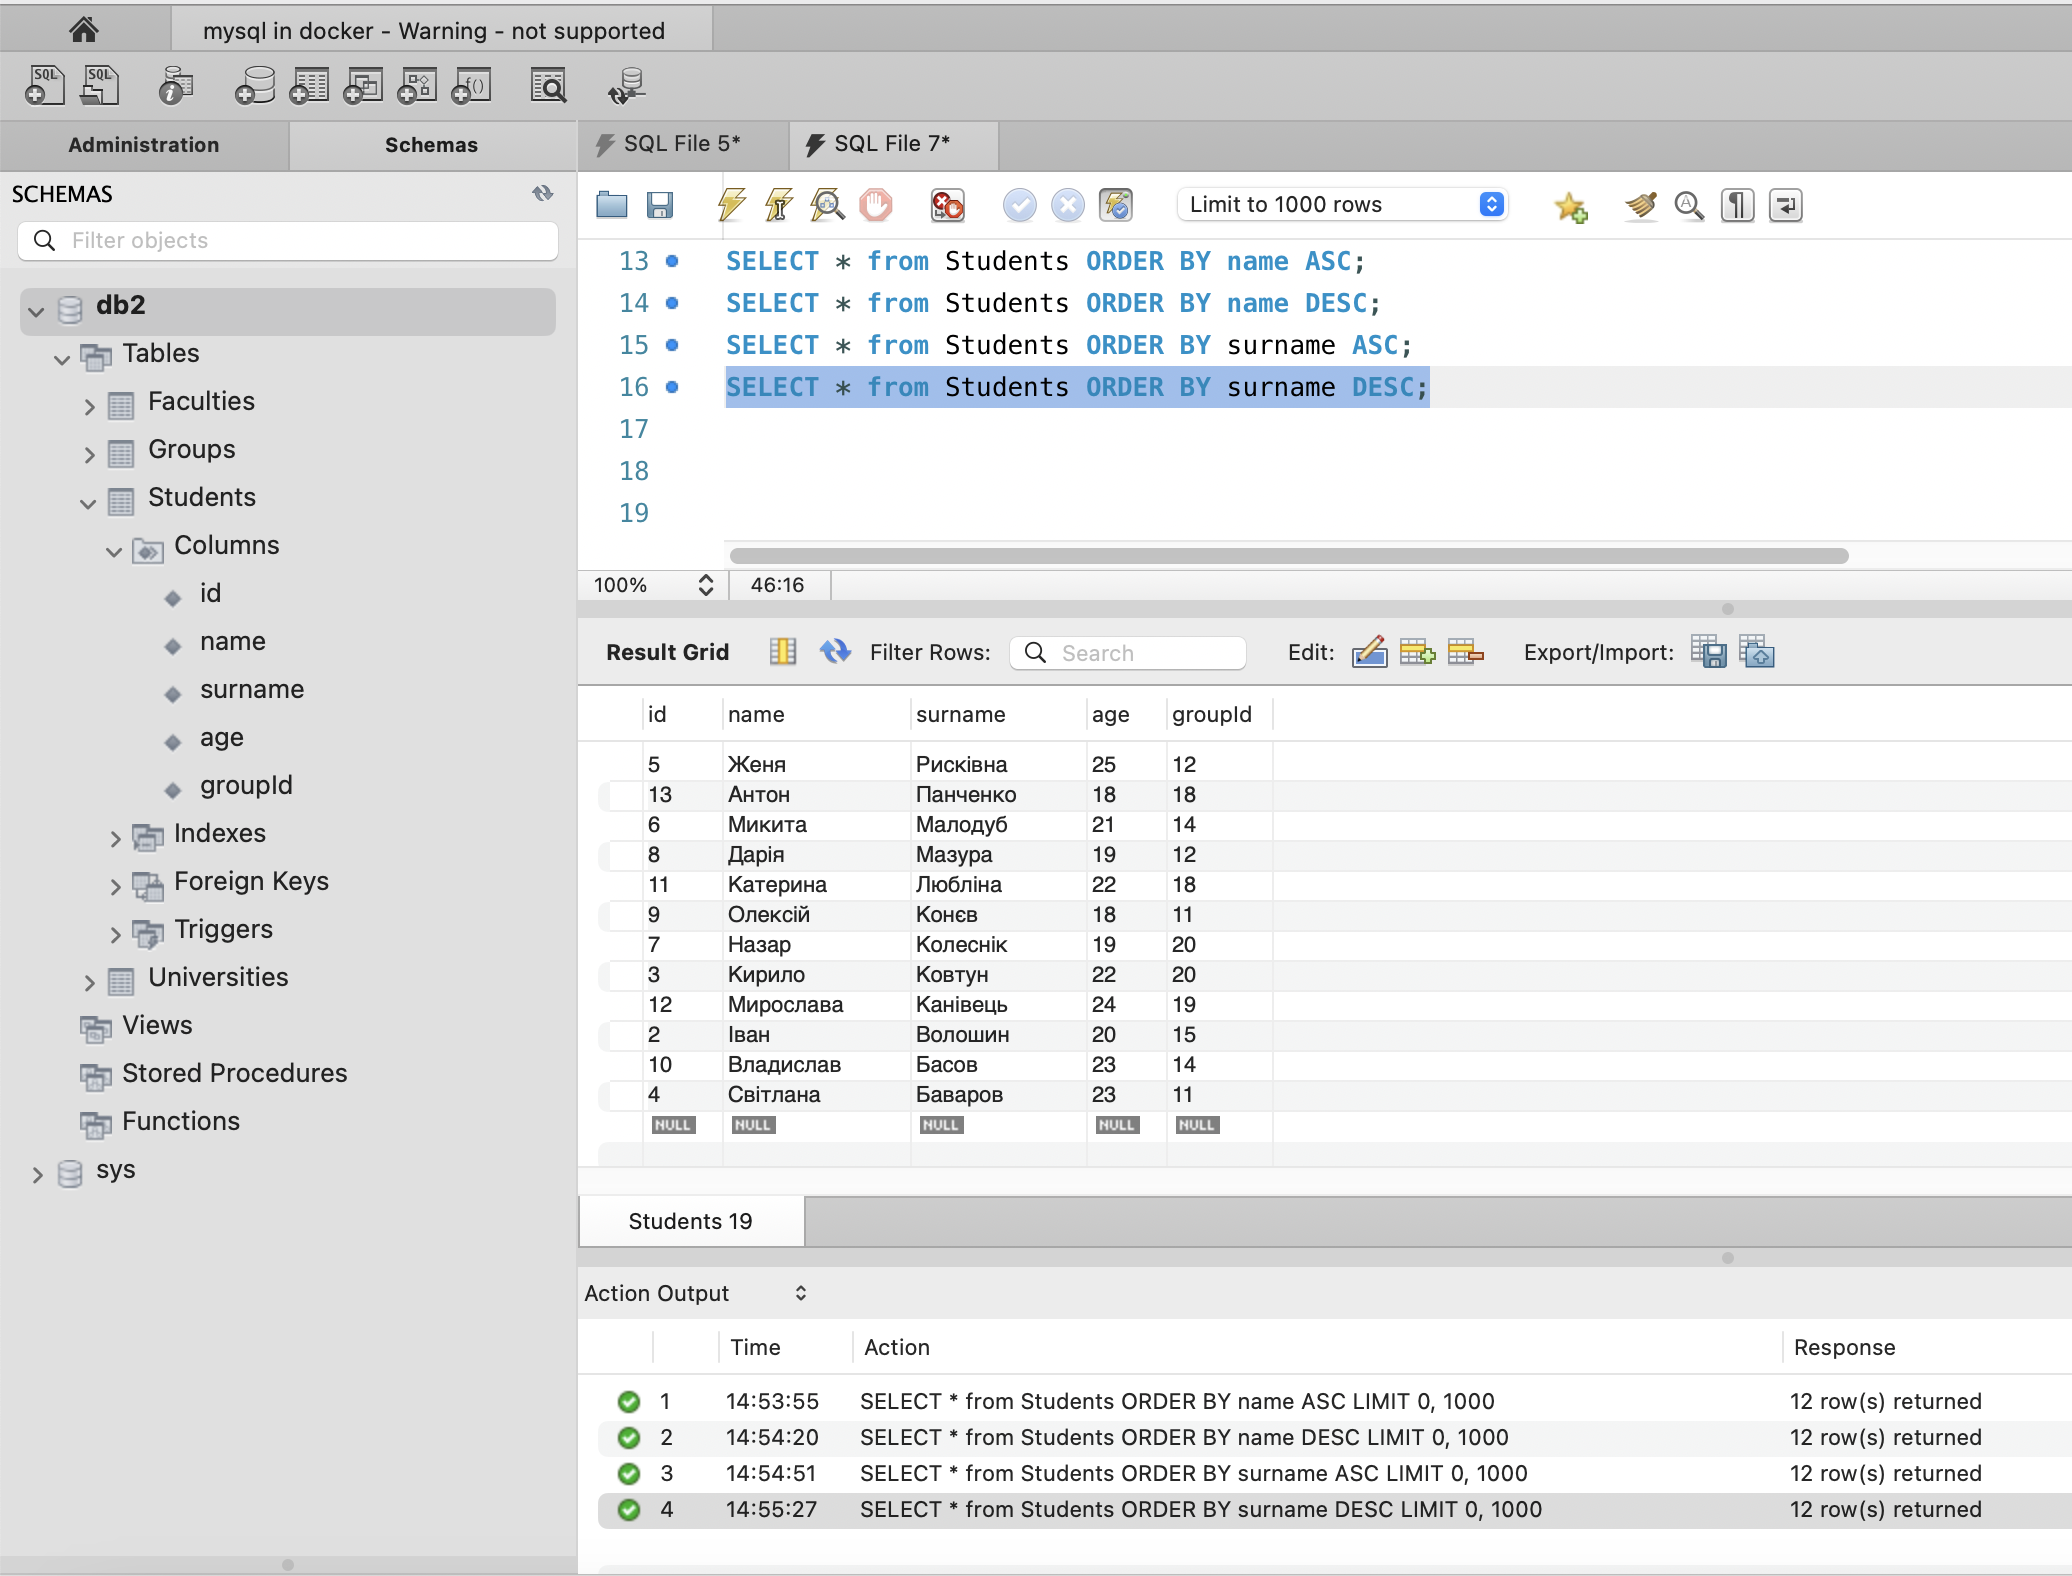 mysql in docker - Warning - not supported
SQL SQL
Administration Schemas SQL File 5* SQL File 7*
SCHEMAS
Filter objects
db2
Tables
Faculties
Groups
Students
Columns
id
name
surname
age
groupId
Indexes
Foreign Keys
Triggers
Universities
Views
Stored Procedures
Functions
sys
Limit to 1000 rows
13 SELECT * from Students ORDER BY name ASC;
14 SELECT * from Students ORDER BY name DESC;
15 SELECT * from Students ORDER BY surname ASC;
16 SELECT * from Students ORDER BY surname DESC;
17
18
19
100% 46:16
Result Grid Filter Rows: Search Edit: Export/Import:
id name surname age groupId
5 Женя Рисківна 25 12
13 Антон Панченко 18 18
6 Микита Малодуб 21 14
8 Дарія Мазура 19 12
11 Катерина Любліна 22 18
9 Олексій Конєв 18 11
7 Назар Колеснік 19 20
3 Кирило Ковтун 22 20
12 Мирослава Канівець 24 19
2 Іван Волошин 20 15
10 Владислав Басов 23 14
4 Світлана Баваров 23 11
NULL NULL NULL NULL NULL
Students 19
Action Output
Time Action Response
1 14:53:55 SELECT * from Students ORDER BY name ASC LIMIT 0, 1000 12 row(s) returned
2 14:54:20 SELECT * from Students ORDER BY name DESC LIMIT 0, 1000 12 row(s) returned
3 14:54:51 SELECT * from Students ORDER BY surname ASC LIMIT 0, 1000 12 row(s) returned
4 14:55:27 SELECT * from Students ORDER BY surname DESC LIMIT 0, 1000 12 row(s) returned